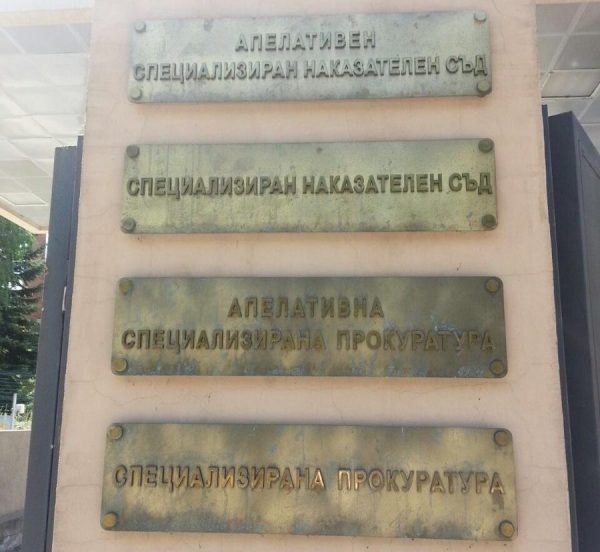 АПЕЛАТИВЕН
СПЕЦИАЛИЗИРАН НАКАЗАТЕЛЕН СЪД
СПЕЦИАЛИЗИРАН НАКАЗАТЕЛЕН СЪД
АПЕЛАТИВНА
СПЕЦИАЛИЗИРАНА ПРОКУРАТУРА
СПЕЦИАЛИЗИРАНА ПРОКУРАТУРА